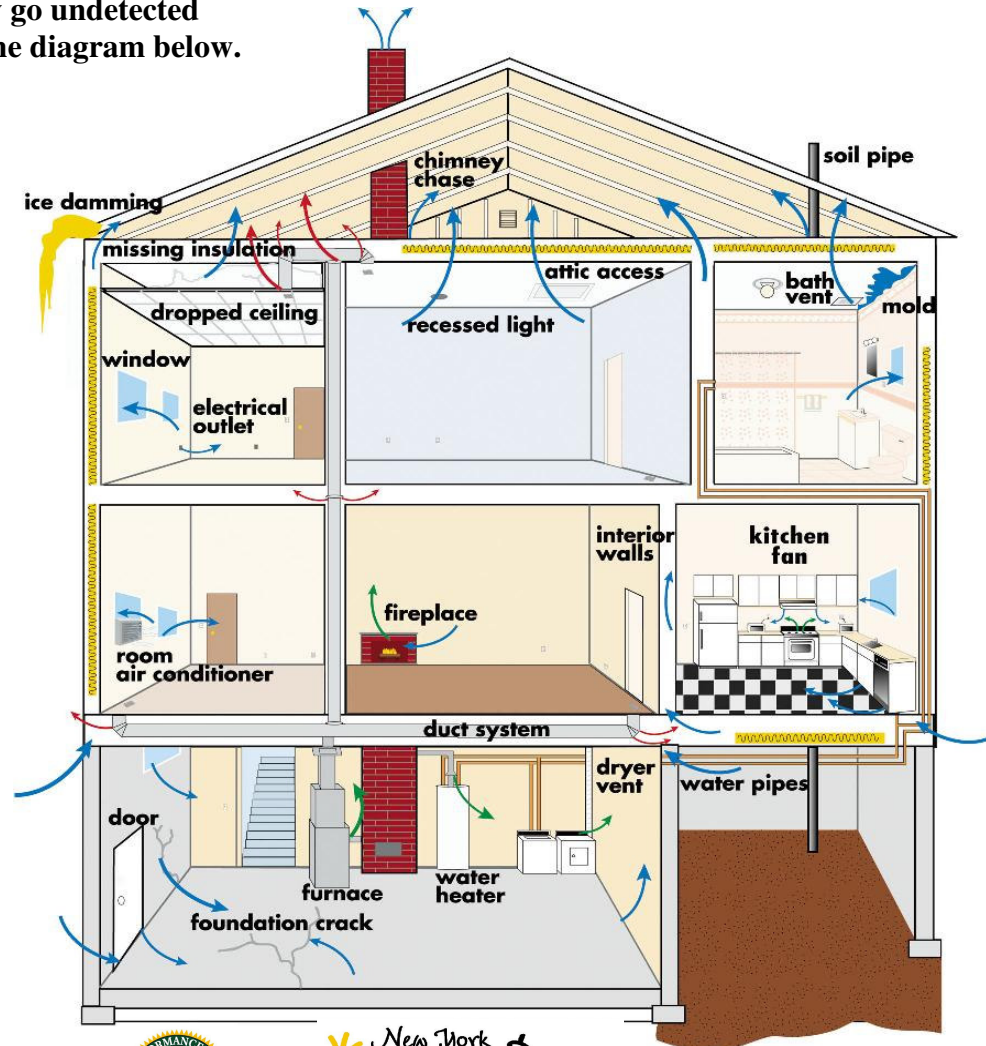 go undetected
ne diagram below.
soil pipe
chimney
chase
ice damming
missing insulation
attic access
bath
vent
mold
dropped ceiling
recessed light
window
electrical
outlet
interior
walls
kitchen
fan
fireplace
room
air conditioner
duct system
dryer
vent
water pipes
door
water
heater
furnace
foundation crack
New York